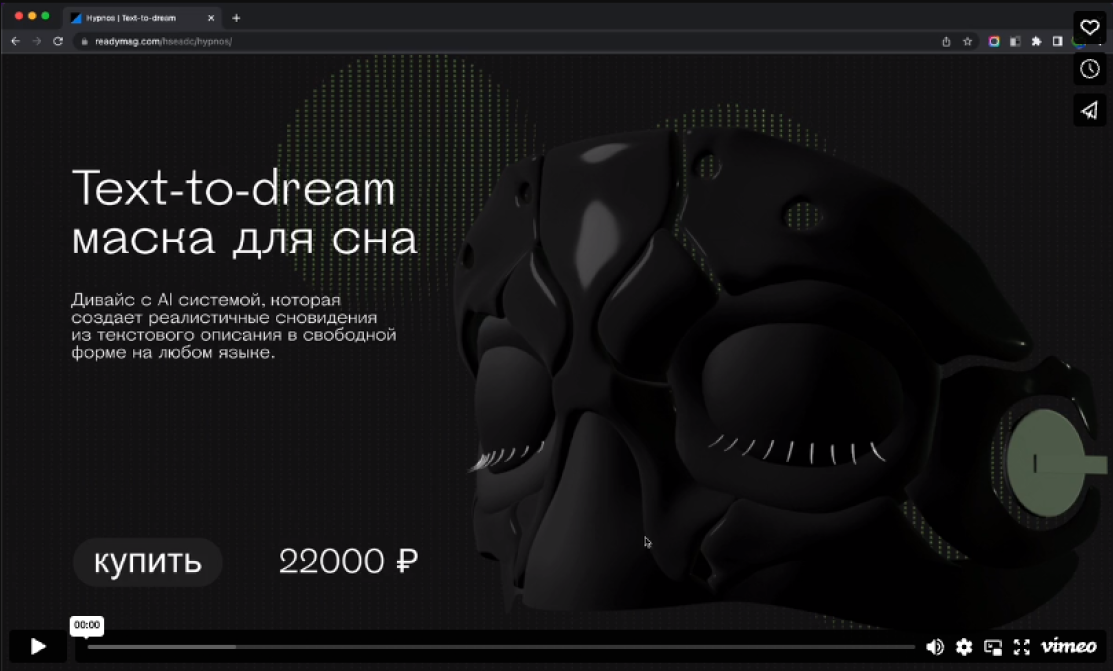 Hypnos | Text-to-dream
readymag.com/hseadc/hypnos/
Text-to-dream
маска для сна
Дивайс с AI системой, которая
создает реалистичные сновидения
из текстового описания в свободной
форме на любом языке.
купить
22000 ₽
00:00
vimeo